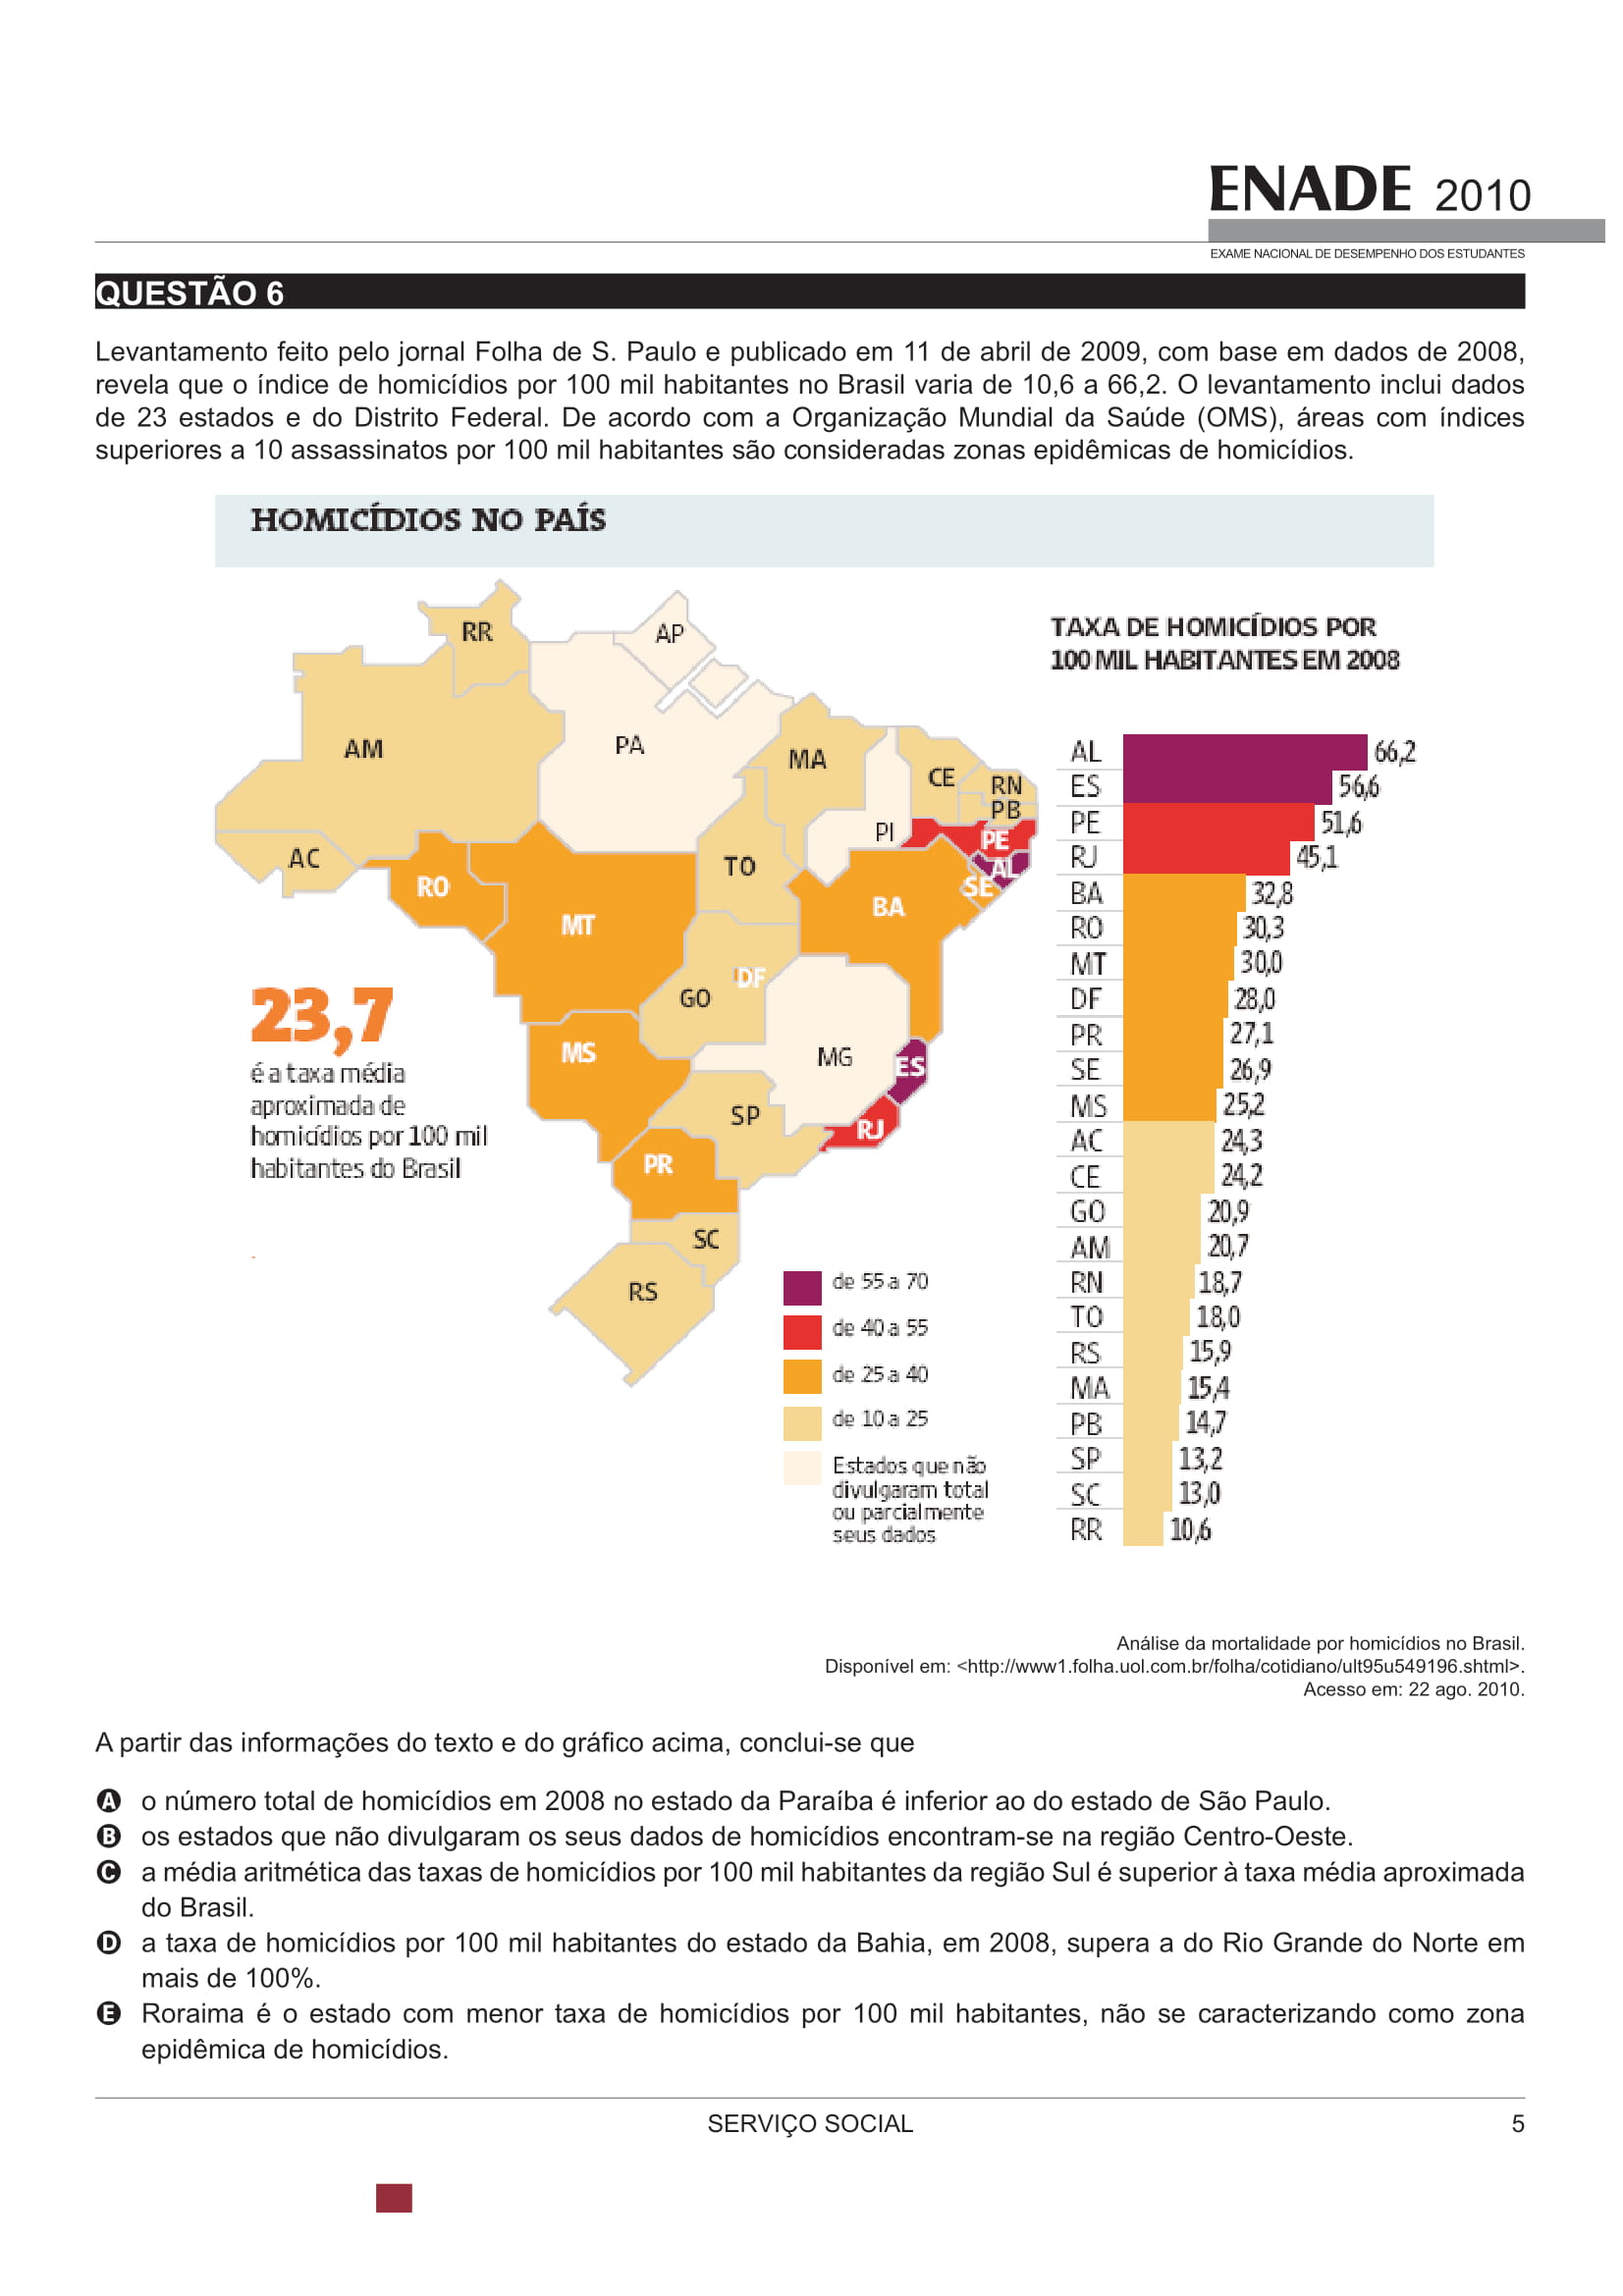 ENADE 2010
EXAME NACIONAL DE DESEMPENHO DOS ESTUDANTES
QUESTÃO 6
Levantamento feito pelo jornal Folha de S. Paulo e publicado em 11 de abril de 2009, com base em dados de 2008,
revela que o índice de homicídios por 100 mil habitantes no Brasil varia de 10,6 a 66,2. O levantamento inclui dados
de 23 estados e do Distrito Federal. De acordo com a Organização Mundial da Saúde (OMS), áreas com índices
superiores a 10 assassinatos por 100 mil habitantes são consideradas zonas epidêmicas de homicídios.
HOMICÍDIOS NO PAÍS
RR
AP
AM
PA
MA
CE
RN
PB
PI
PE
AC
TO
AL
RO
SE
BA
MT
DF
GO
MS
MG
ES
SP
RJ
PR
SC
RS
23,7
é a taxa média
aproximada de
homicídios por 100 mil
habitantes do Brasil
de 55 a 70
de 40 a 55
de 25 a 40
de 10 a 25
Estados que não
divulgaram total
ou parcialmente
seus dados
TAXA DE HOMICÍDIOS POR
100 MIL HABITANTES EM 2008
AL 66,2
ES 56,6
PE 51,6
RJ 45,1
BA 32,8
RO 30,3
MT 30,0
DF 28,0
PR 27,1
SE 26,9
MS 25,2
AC 24,3
CE 24,2
GO 20,9
AM 20,7
RN 18,7
TO 18,0
RS 15,9
MA 15,4
PB 14,7
SP 13,2
SC 13,0
RR 10,6
Análise da mortalidade por homicídios no Brasil.
Disponível em: <http://www1.folha.uol.com.br/folha/cotidiano/ult95u549196.shtml>.
Acesso em: 22 ago. 2010.
A partir das informações do texto e do gráfico acima, conclui-se que
A o número total de homicídios em 2008 no estado da Paraíba é inferior ao do estado de São Paulo.
B os estados que não divulgaram os seus dados de homicídios encontram-se na região Centro-Oeste.
C a média aritmética das taxas de homicídios por 100 mil habitantes da região Sul é superior à taxa média aproximada
do Brasil.
D a taxa de homicídios por 100 mil habitantes do estado da Bahia, em 2008, supera a do Rio Grande do Norte em
mais de 100%.
E Roraima é o estado com menor taxa de homicídios por 100 mil habitantes, não se caracterizando como zona
epidêmica de homicídios.
SERVIÇO SOCIAL
5